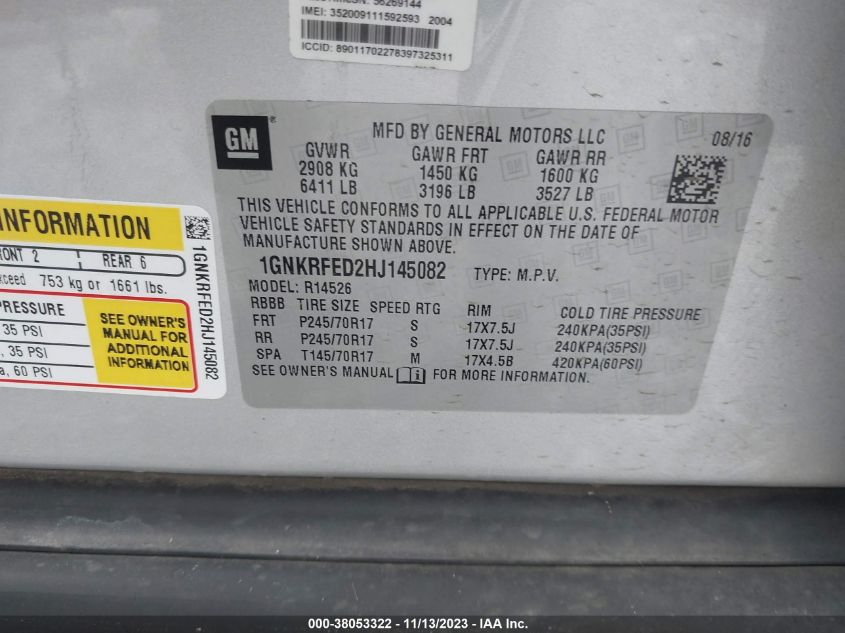 56269144
IMEI: 352009111592593 2004
ICCID: 89011702278397325311
GM
MFD BY GENERAL MOTORS LLC 08/16
GVWR GAWR FRT GAWR RR
2908 KG 1450 KG 1600 KG
6411 LB 3196 LB 3527 LB
THIS VEHICLE CONFORMS TO ALL APPLICABLE U.S. FEDERAL MOTOR
VEHICLE SAFETY STANDARDS IN EFFECT ON THE DATE OF
MANUFACTURE SHOWN ABOVE.
1GNKRFED2HJ145082 TYPE: M.P.V.
MODEL: R14526
RBBB TIRE SIZE SPEED RTG RIM COLD TIRE PRESSURE
FRT P245/70R17 S 17X7.5J 240KPA(35PSI)
RR P245/70R17 S 17X7.5J 240KPA(35PSI)
SPA T145/70R17 M 17X4.5B 420KPA(60PSI)
SEE OWNER'S MANUAL i FOR MORE INFORMATION.
INFORMATION
RONT 2 REAR 6
xceed 753 kg or 1661 lbs.
PRESSURE
35 PSI
, 35 PSI
a, 60 PSI
SEE OWNER'S
MANUAL FOR
ADDITIONAL
INFORMATION
1GNKRFED2HJ145082
000-38053322 - 11/13/2023 - IAA Inc.